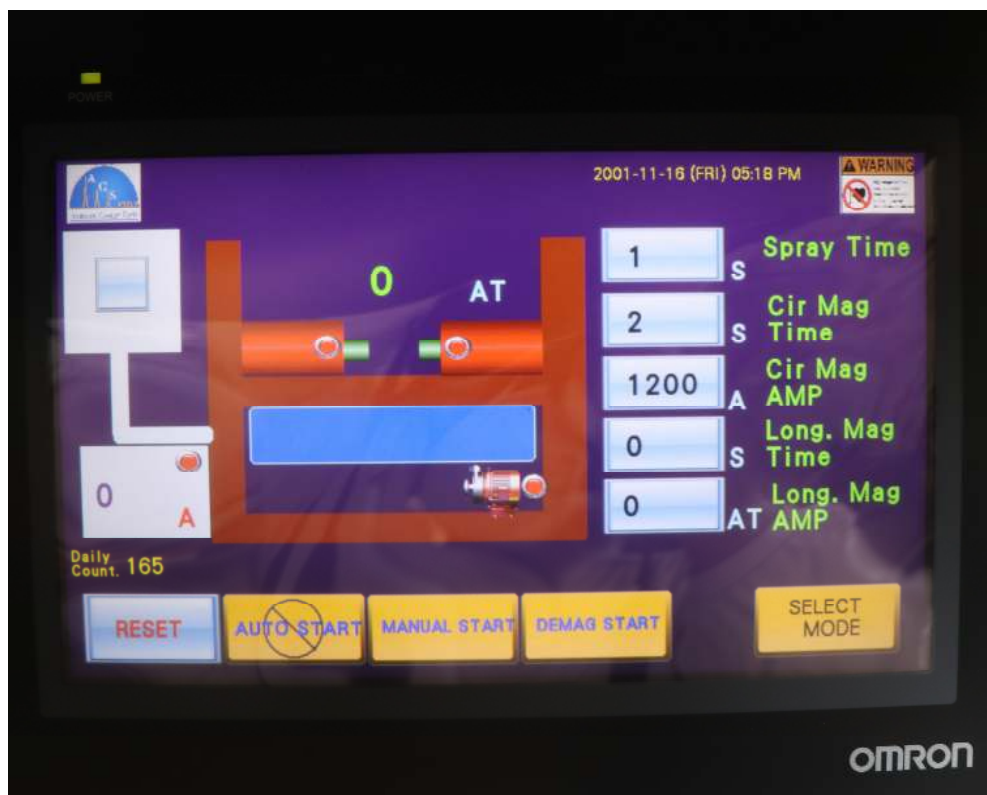 POWER
2001-11-16 (FRI) 05:18 PM
WARNING
A G S
0 AT
1 S Spray Time
2 S Cir Mag Time
1200 A Cir Mag AMP
0 S Long. Mag Time
0 AT Long. Mag AMP
0
A
Daily Count. 165
RESET
AUTO START
MANUAL START
DEMAG START
SELECT MODE
OMRON